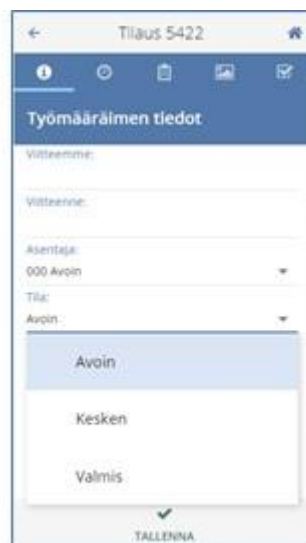 Tilaus 5422
Työmääräimen tiedot
Viitteemme:
Viitteenne:
Asentaja:
000 Avoin
Tila:
Avoin
Avoin
Kesken
Valmis
TALLENNA